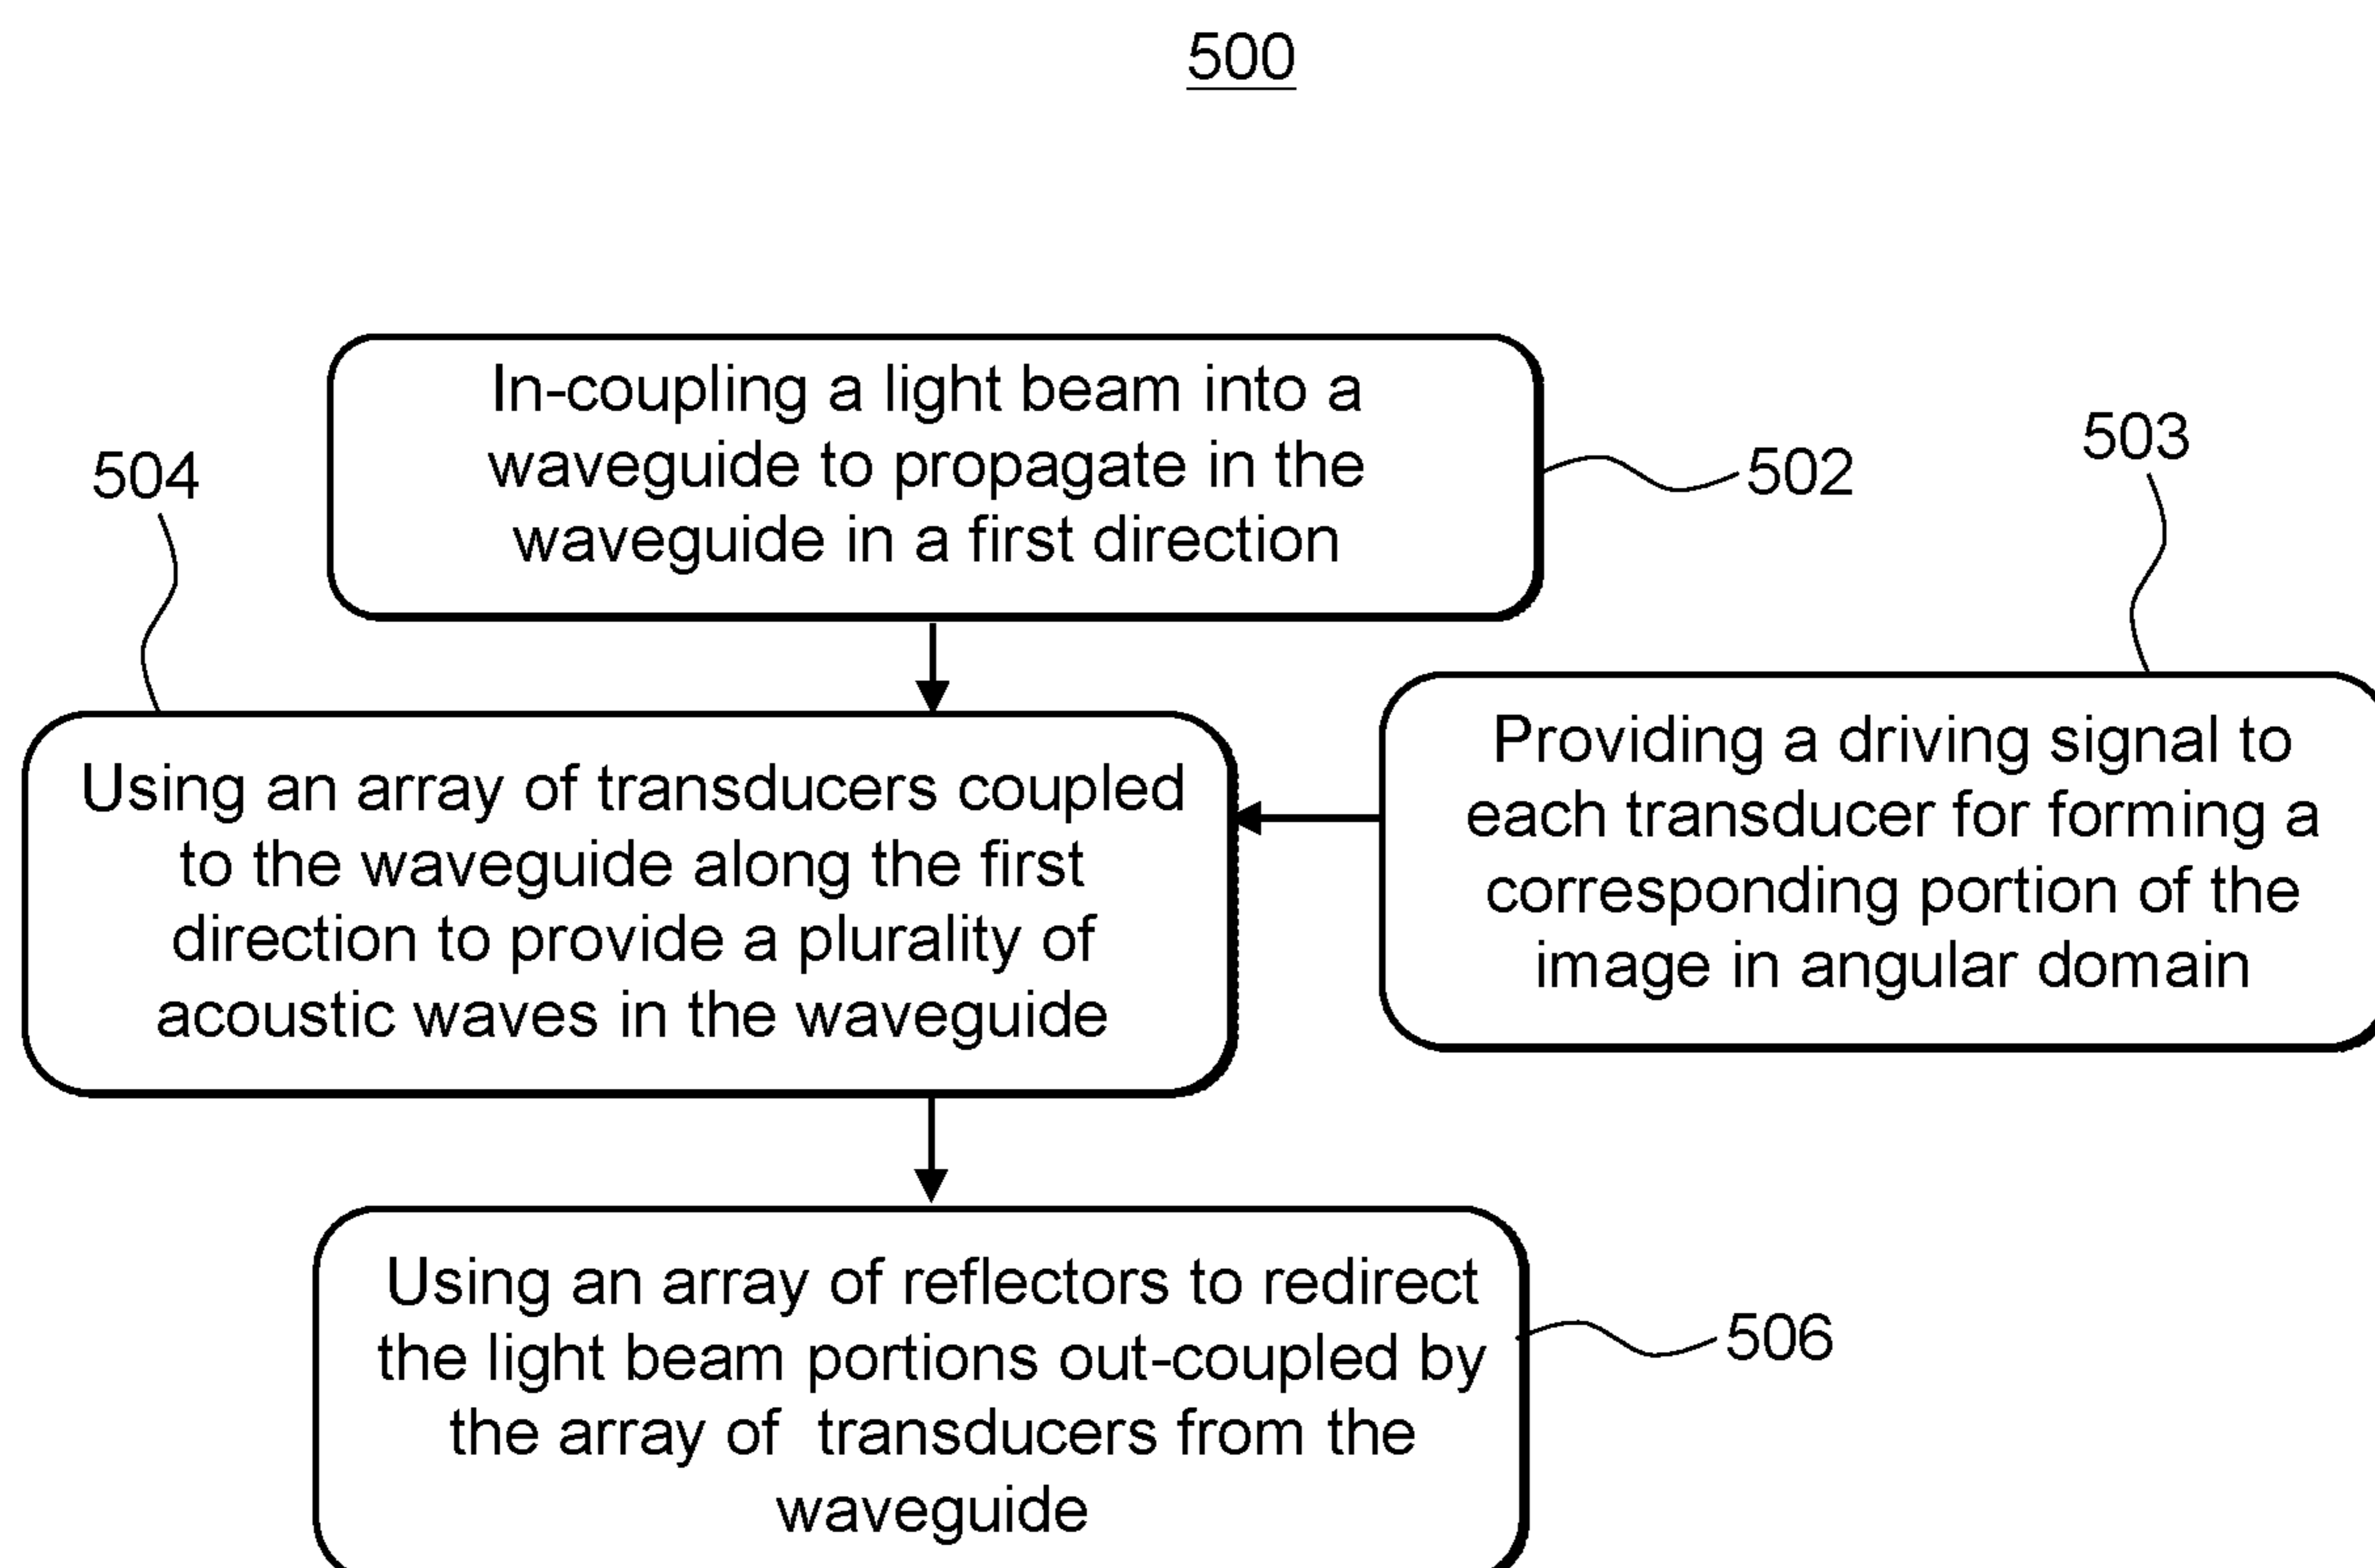 500
In-coupling a light beam into a
waveguide to propagate in the
waveguide in a first direction
502
503
504
Using an array of transducers coupled
to the waveguide along the first
direction to provide a plurality of
acoustic waves in the waveguide
Providing a driving signal to
each transducer for forming a
corresponding portion of the
image in angular domain
Using an array of reflectors to redirect
the light beam portions out-coupled by
the array of  transducers from the
waveguide
506